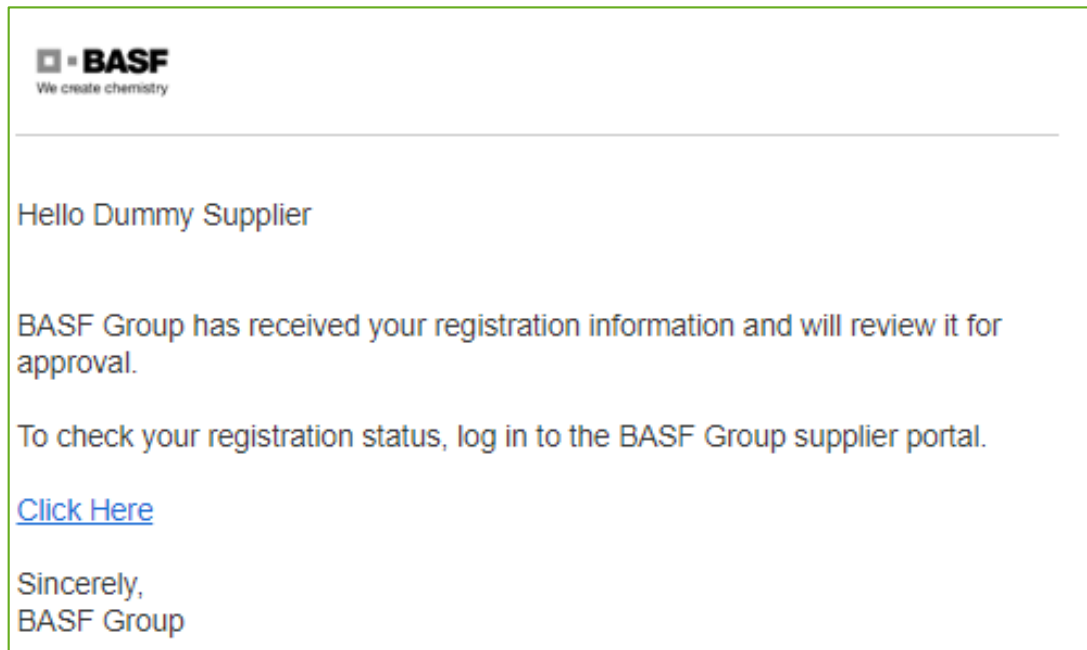 BASF
We create chemistry
Hello Dummy Supplier
BASF Group has received your registration information and will review it for
approval.
To check your registration status, log in to the BASF Group supplier portal.
Click Here
Sincerely,
BASF Group